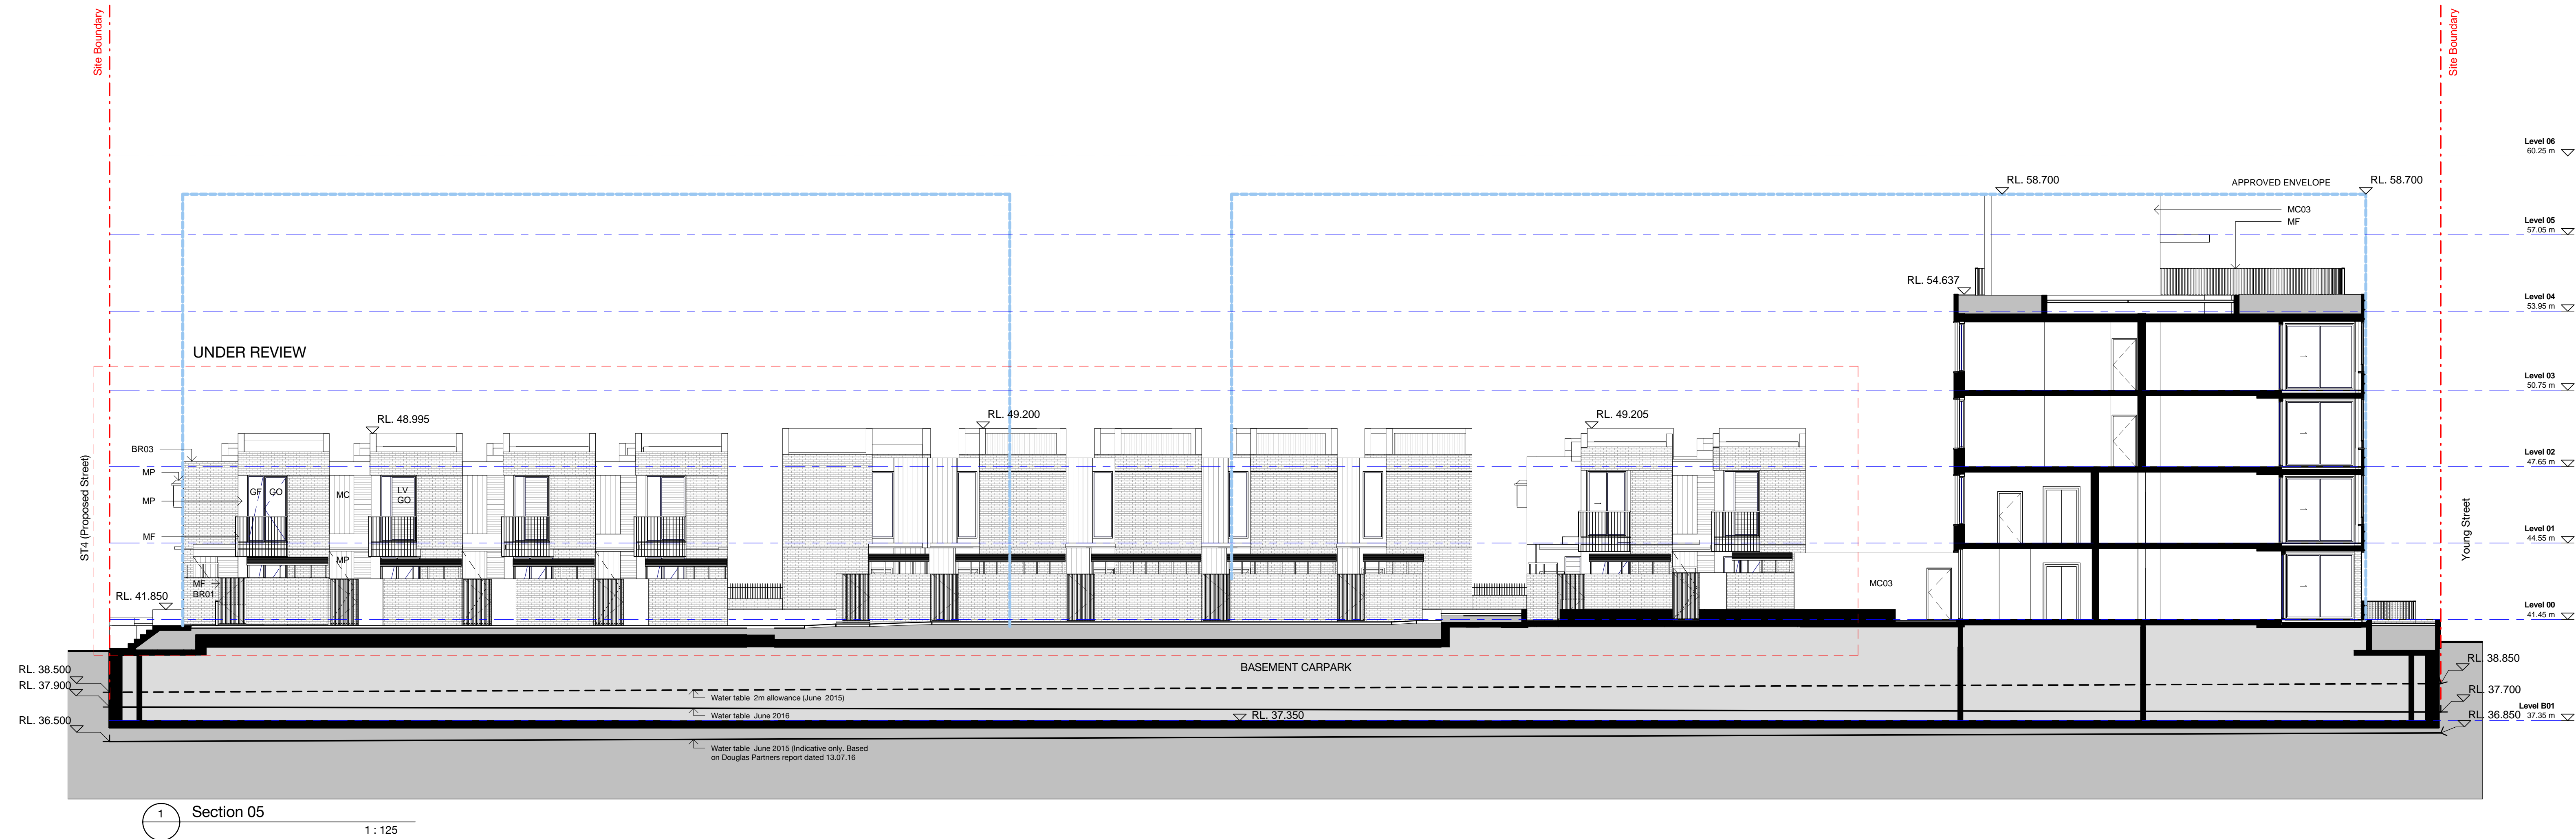 Site Boundary
Site Boundary
Level 06
60.25 m
RL. 58.700
APPROVED ENVELOPE
RL. 58.700
MC03
MF
Level 05
57.05 m
RL. 54.637
Level 04
53.95 m
UNDER REVIEW
Level 03
50.75 m
RL. 48.995
RL. 49.200
RL. 49.205
BR03
MP
MP
MF
GF
GO
MC
LV
GO
Level 02
47.65 m
ST4 (Proposed Street)
Young Street
Level 01
44.55 m
MP
MF
BR01
MC03
RL. 41.850
Level 00
41.45 m
BASEMENT CARPARK
RL. 38.500
RL. 37.900
RL. 36.500
RL. 38.850
RL. 37.700
RL. 36.850
Level B01
37.35 m
Water table 2m allowance (June 2015)
Water table June 2016
RL. 37.350
Water table June 2015 (Indicative only. Based
on Douglas Partners report dated 13.07.16
1
Section 05
1 : 125